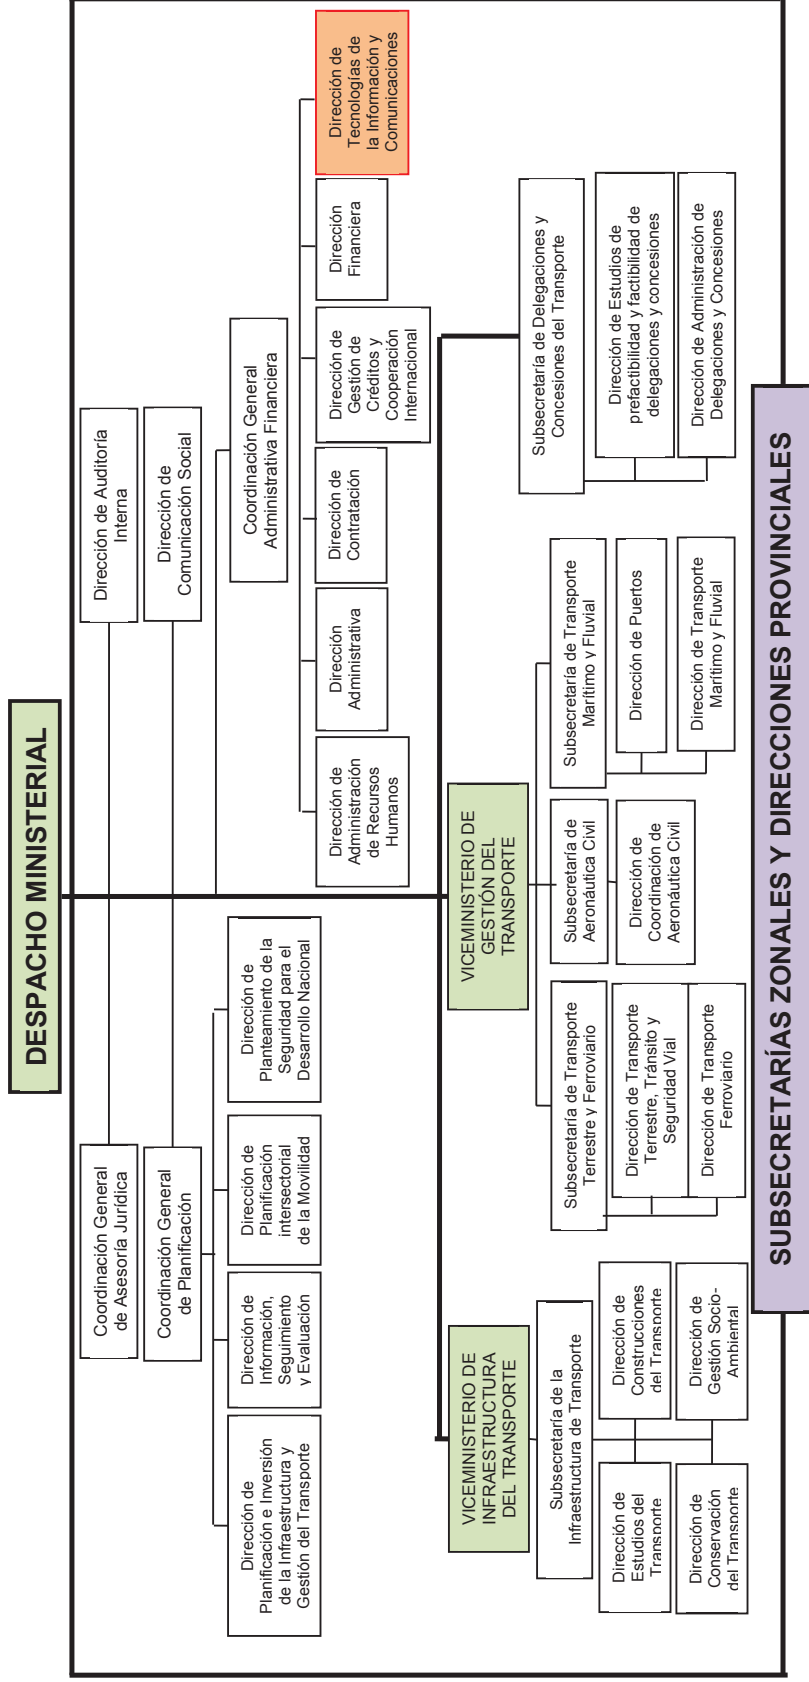 DESPACHO MINISTERIAL
Coordinación General
de Asesoría Jurídica
Dirección de Auditoría
Interna
Coordinación General
de Planificación
Dirección de
Comunicación Social
Dirección de
Planificación e Inversión
de la Infraestructura y
Gestión del Transporte
Dirección de
Información,
Seguimiento
y Evaluación
Dirección de
Planificación
intersectorial
de la Movilidad
Dirección de
Planteamiento de la
Seguridad para el
Desarrollo Nacional
Coordinación General
Administrativa Financiera
Dirección de
Administración
de Recursos
Humanos
Dirección
Administrativa
Dirección de
Contratación
Dirección de
Gestión de
Créditos y
Cooperación
Internacional
Dirección
Financiera
Dirección de
Tecnologías de
la Información y
Comunicaciones
VICEMINISTERIO DE
INFRAESTRUCTURA
DEL TRANSPORTE
Subsecretaría de la
Infraestructura de Transporte
Dirección de
Estudios del
Transporte
Dirección de
Construcciones
del Transporte
Dirección de
Conservación
del Transporte
Dirección de
Gestión Socio-
Ambiental
VICEMINISTERIO DE
GESTIÓN DEL
TRANSPORTE
Subsecretaría de Transporte
Terrestre y Ferroviario
Dirección de Transporte
Terrestre, Tránsito y
Seguridad Vial
Dirección de Transporte
Ferroviario
Subsecretaría de
Aeronáutica Civil
Dirección de
Coordinación de
Aeronáutica Civil
Subsecretaría de Transporte
Marítimo y Fluvial
Dirección de Puertos
Dirección de Transporte
Marítimo y Fluvial
Subsecretaría de Delegaciones y
Concesiones del Transporte
Dirección de Estudios de
prefactibilidad y factibilidad de
delegaciones y concesiones
Dirección de Administración de
Delegaciones y Concesiones
SUBSECRETARÍAS ZONALES Y DIRECCIONES PROVINCIALES